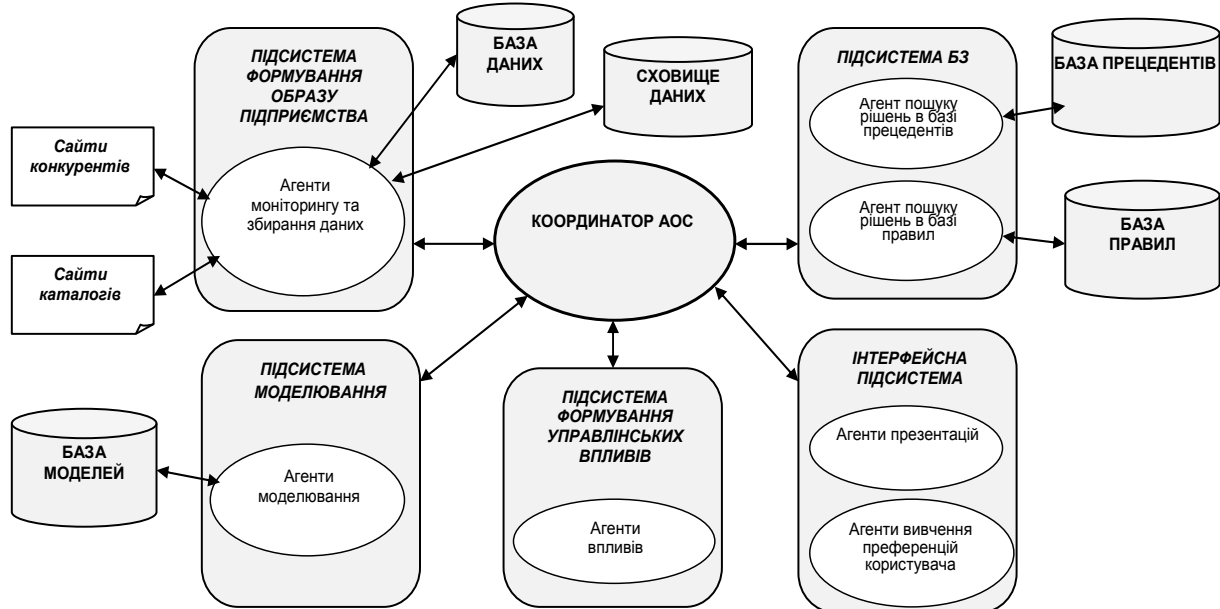 ПІДСИСТЕМА
ФОРМУВАННЯ
ОБРАЗУ
ПІДПРИЄМСТВА
Агенти
моніторингу та
збирання даних
Сайти
конкурентів
Сайти
каталогів
БАЗА
ДАНИХ
СХОВИЩЕ
ДАНИХ
КООРДИНАТОР АОС
ПІДСИСТЕМА БЗ
Агент пошуку
рішень в базі
прецедентів
Агент пошуку
рішень в базі
правил
БАЗА ПРЕЦЕДЕНТІВ
БАЗА
ПРАВИЛ
ПІДСИСТЕМА
МОДЕЛЮВАННЯ
Агенти
моделювання
БАЗА
МОДЕЛЕЙ
ПІДСИСТЕМА
ФОРМУВАННЯ
УПРАВЛІНСЬКИХ
ВПЛИВІВ
Агенти
впливів
ІНТЕРФЕЙСНА
ПІДСИСТЕМА
Агенти презентацій
Агенти вивчення
преференцій
користувача